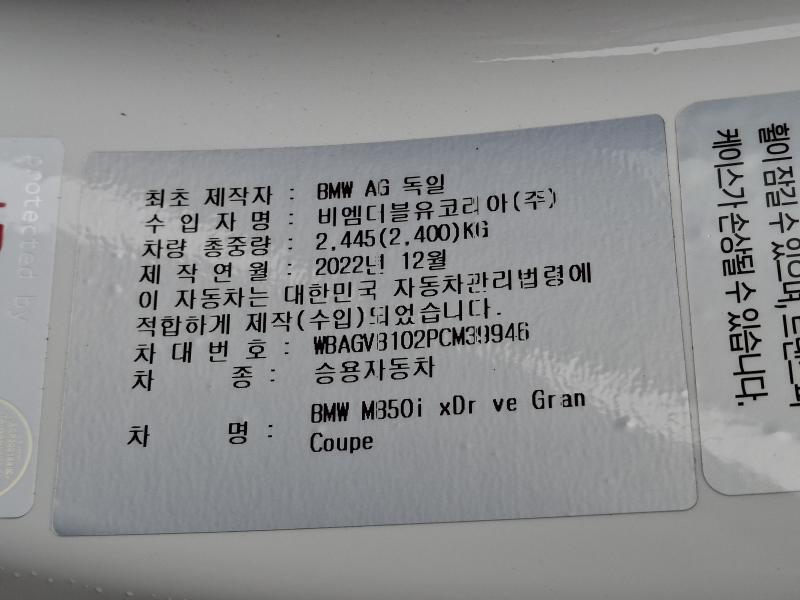 최초 제작자 : BMW AG 독일
수 입 자 명 : 비엠더블유코리아(주)
차량 총중량 : 2,445(2,400)KG
제 작 연 월 : 2022년 12월
이 자동차는 대한민국 자동차관리법령에
적합하게 제작(수입)되었습니다.
차 대 번 호 : WBAGV8102PCM39946
차 종 : 승용자동차
차 명 : BMW M850i xDr ve Gran
Coupe
휠이 잠길 수 있으며,
케이스가 손상될 수 있습니다.
Protected by